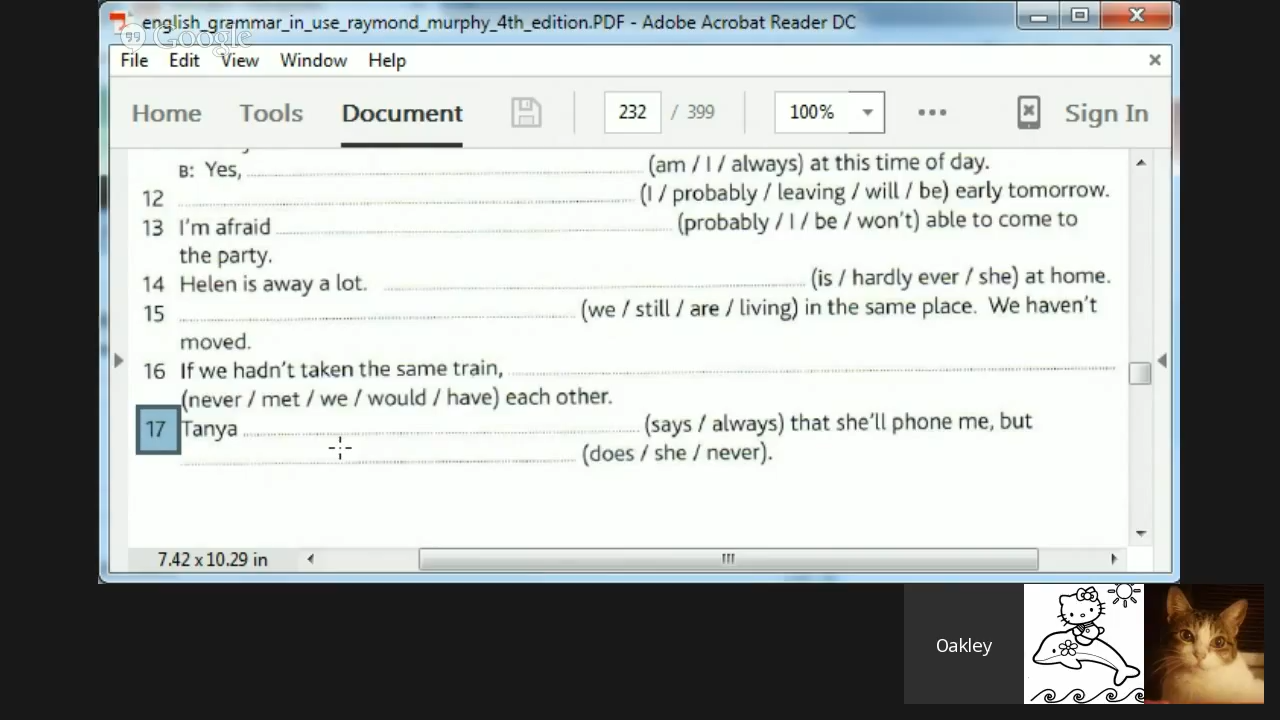 english_grammar_in_use_raymond_murphy_4th_edition.PDF - Adobe Acrobat Reader DC
Google
File Edit View Window Help
Home Tools Document 232 / 399 100% Sign In
B: Yes, (am / I / always) at this time of day.
12 (I / probably / leaving / will / be) early tomorrow.
13 I'm afraid (probably / I / be / won't) able to come to
the party.
14 Helen is away a lot. (is / hardly ever / she) at home.
15 (we / still / are / living) in the same place. We haven't
moved.
16 If we hadn't taken the same train,
(never / met / we / would / have) each other.
17 Tanya (says / always) that she'll phone me, but
(does / she / never).
7.42 x 10.29 in
Oakley